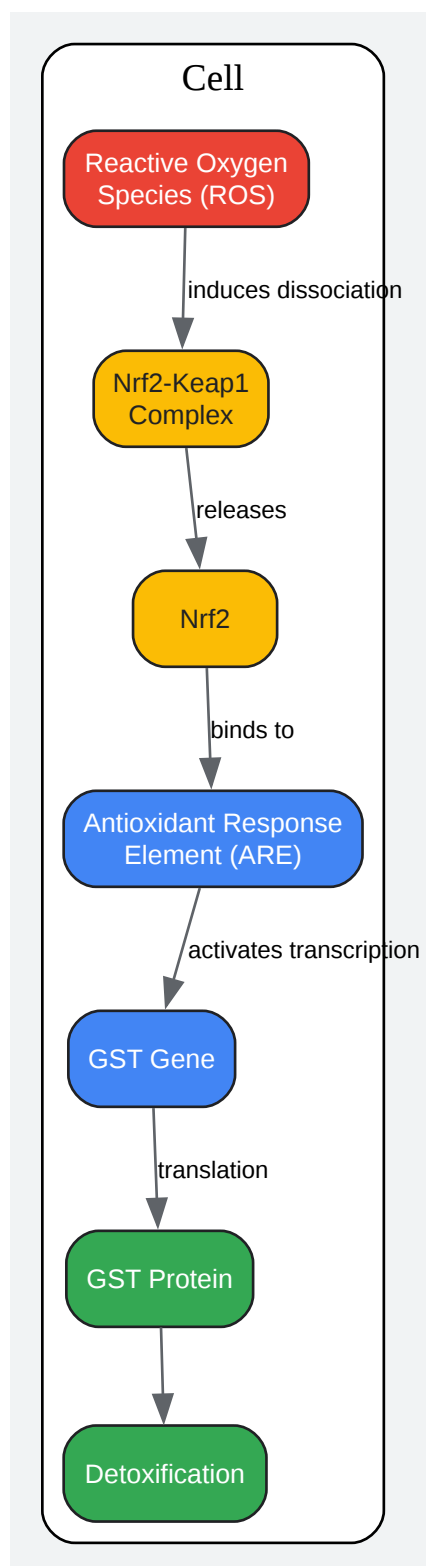 Cell
Reactive Oxygen
Species (ROS)
induces dissociation
Nrf2-Keap1
Complex
releases
Nrf2
binds to
Antioxidant Response
Element (ARE)
activates transcription
GST Gene
translation
GST Protein
Detoxification